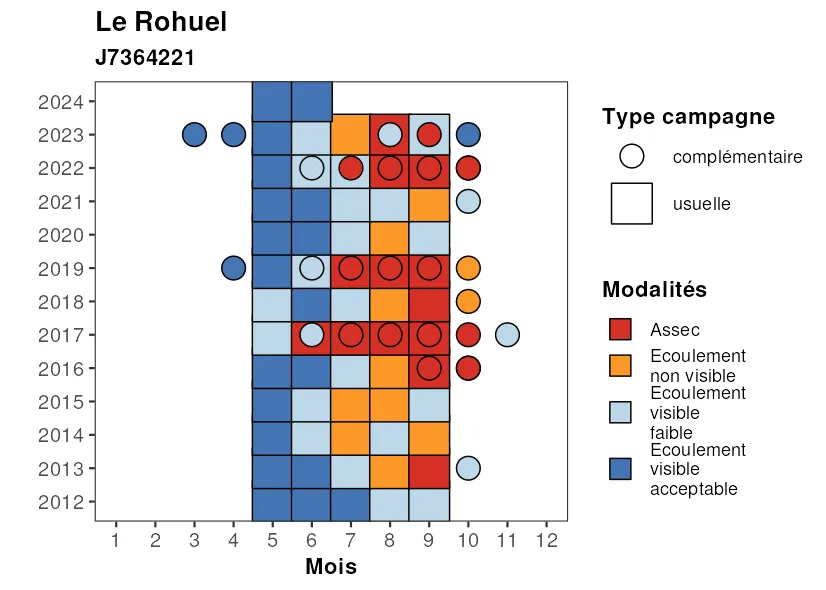 Le Rohuel
J7364221
2024
2023
2022
2021
2020
2019
2018
2017
2016
2015
2014
2013
2012
1 2 3 4 5 6 7 8 9 10 11 12
Mois
Type campagne
complémentaire
usuelle
Modalités
Assec
Ecoulement
non visible
Ecoulement
visible
faible
Ecoulement
visible
acceptable